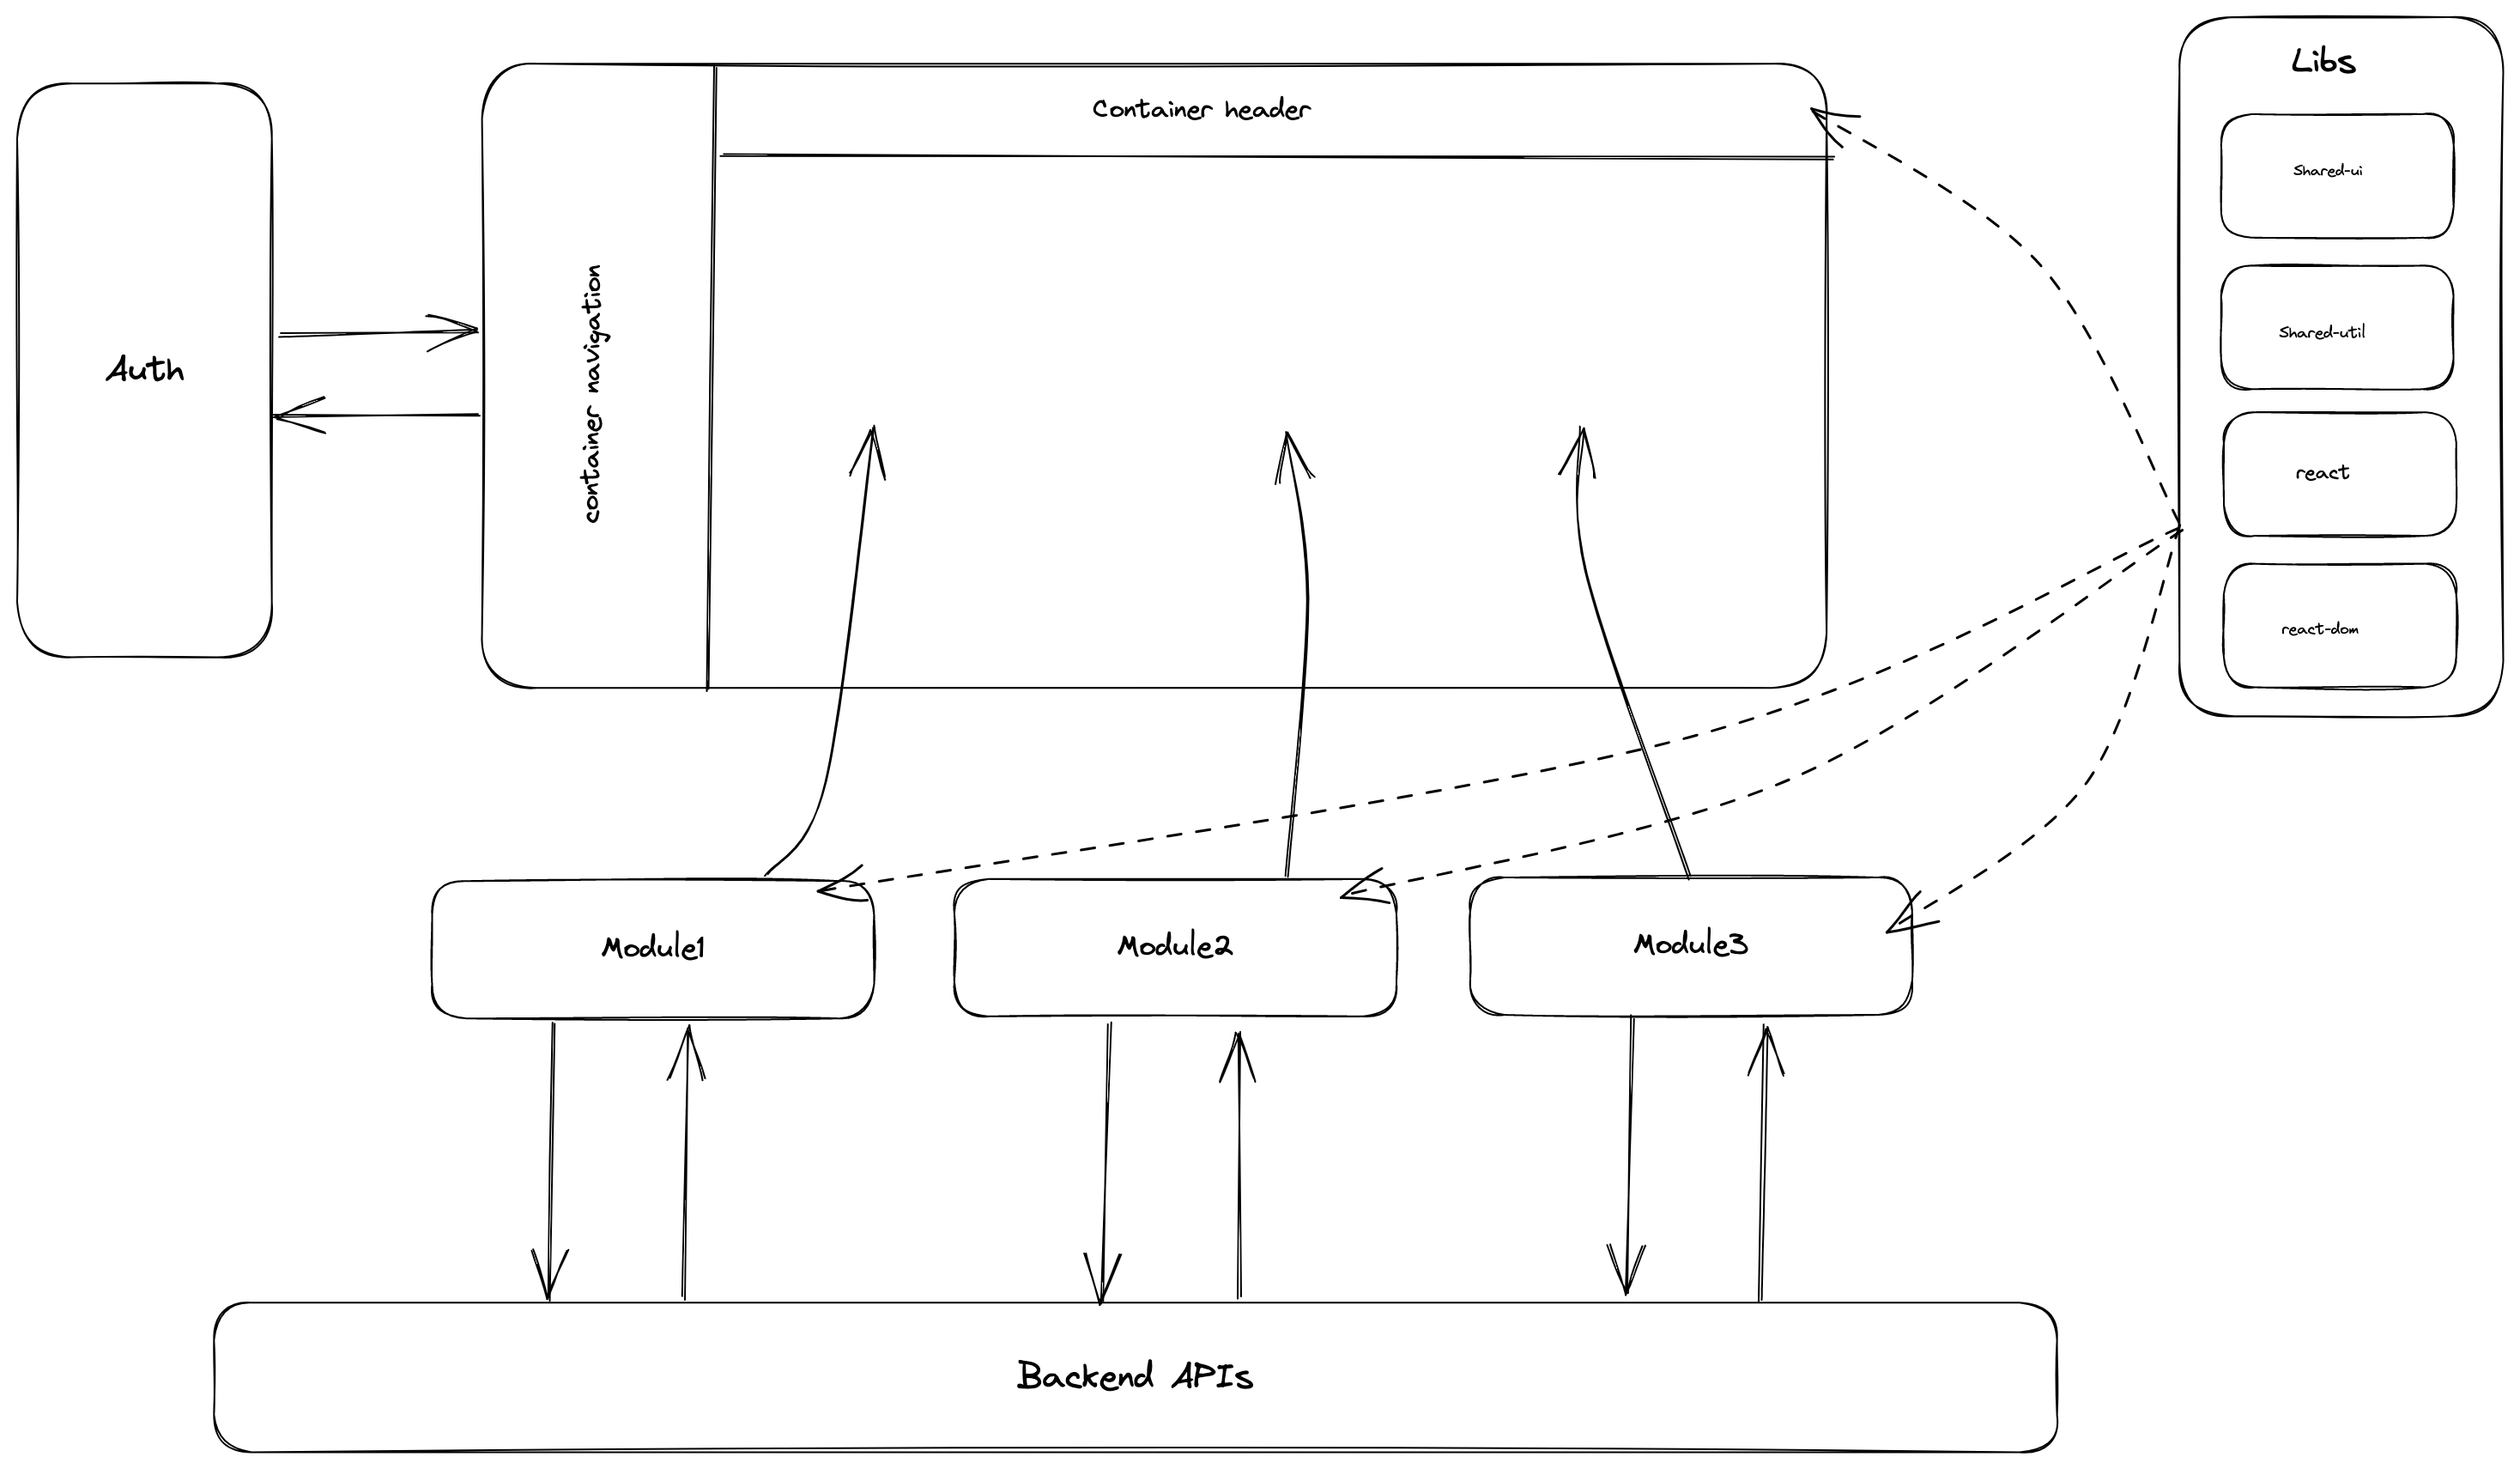 Libs
Container header
Shared-ui
Shared-util
Auth
container navigation
react
react-dom
Module1
Module2
Module3
Backend APIs